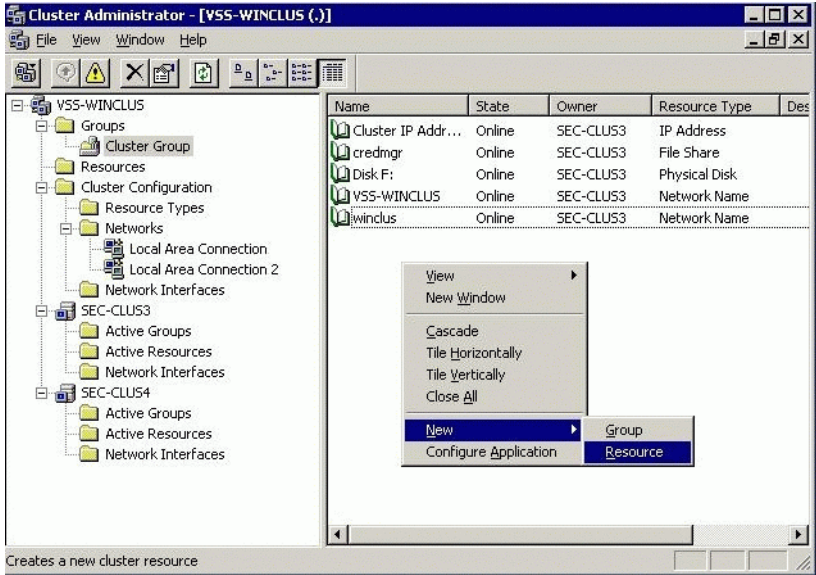 Cluster Administrator - [VSS-WINCLUS (.)]
File View Window Help
VSS-WINCLUS
Groups
Cluster Group
Resources
Cluster Configuration
Resource Types
Networks
Local Area Connection
Local Area Connection 2
Network Interfaces
SEC-CLUS3
Active Groups
Active Resources
Network Interfaces
SEC-CLUS4
Active Groups
Active Resources
Network Interfaces
Name State Owner Resource Type Des
Cluster IP Addr... Online SEC-CLUS3 IP Address
credmgr Online SEC-CLUS3 File Share
Disk F: Online SEC-CLUS3 Physical Disk
VSS-WINCLUS Online SEC-CLUS3 Network Name
winclus Online SEC-CLUS3 Network Name
View
New Window
Cascade
Tile Horizontally
Tile Vertically
Close All
New
Configure Application
Group
Resource
Creates a new cluster resource